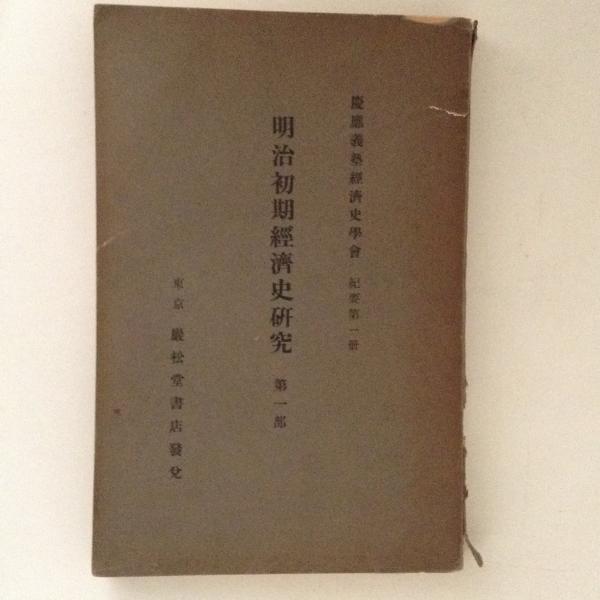 慶應義塾經濟史學會 紀要第一冊
明治初期經濟史研究 第一部
東京 巖松堂書店發兌